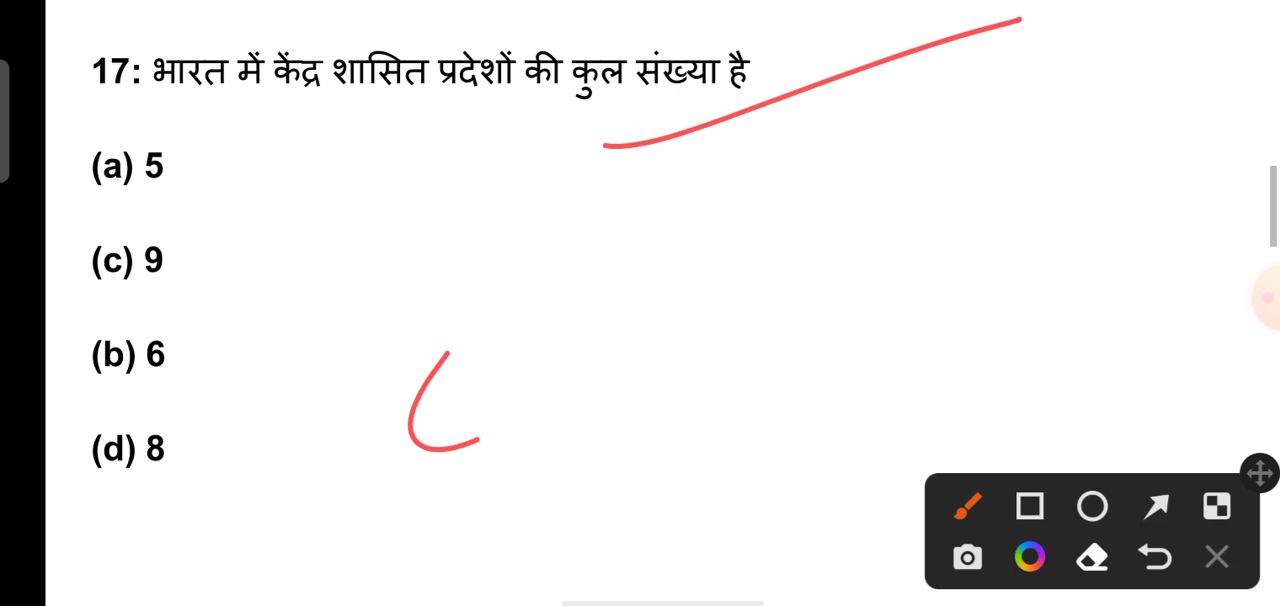 17: भारत में केंद्र शासित प्रदेशों की कुल संख्या है
(a) 5
(c) 9
(b) 6
(d) 8